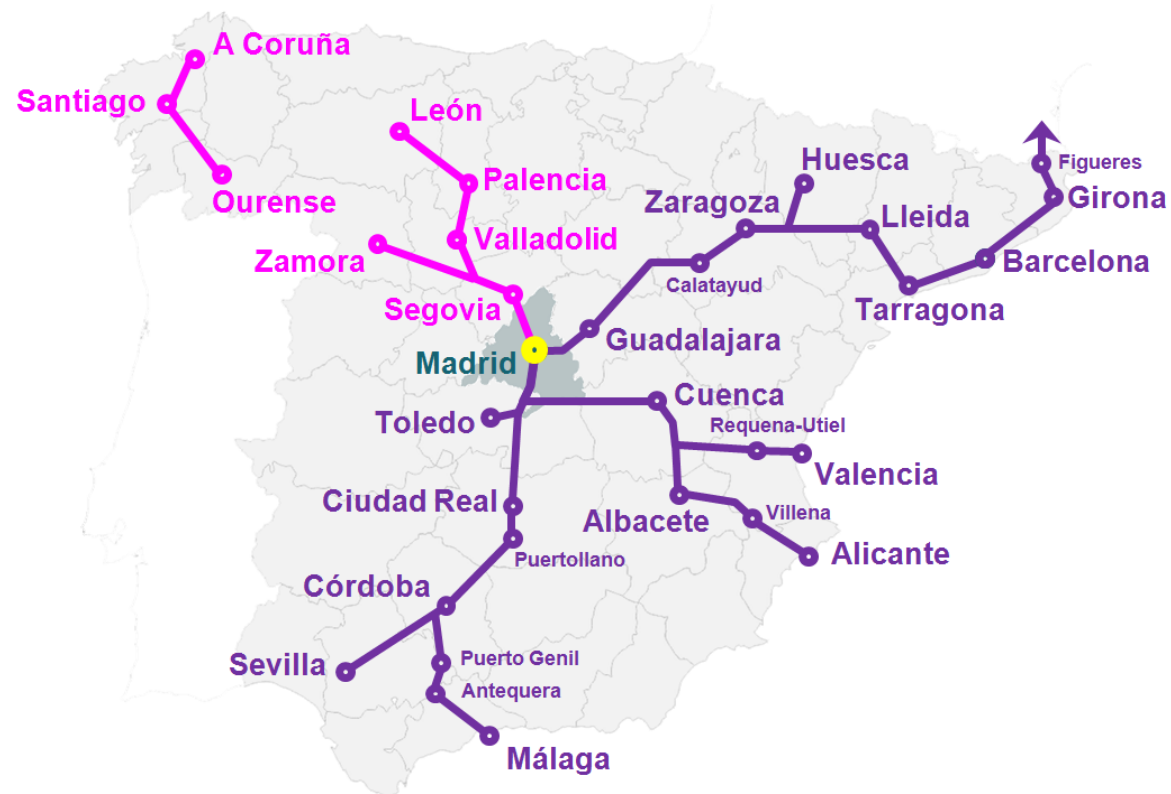 A Coruña
Santiago
León
Ourense
Palencia
Zamora
Valladolid
Segovia
Madrid
Huesca
Figueres
Zaragoza
Girona
Lleida
Barcelona
Calatayud
Tarragona
Guadalajara
Toledo
Cuenca
Requena-Utiel
Valencia
Ciudad Real
Albacete
Villena
Puertollano
Alicante
Córdoba
Sevilla
Puerto Genil
Antequera
Málaga